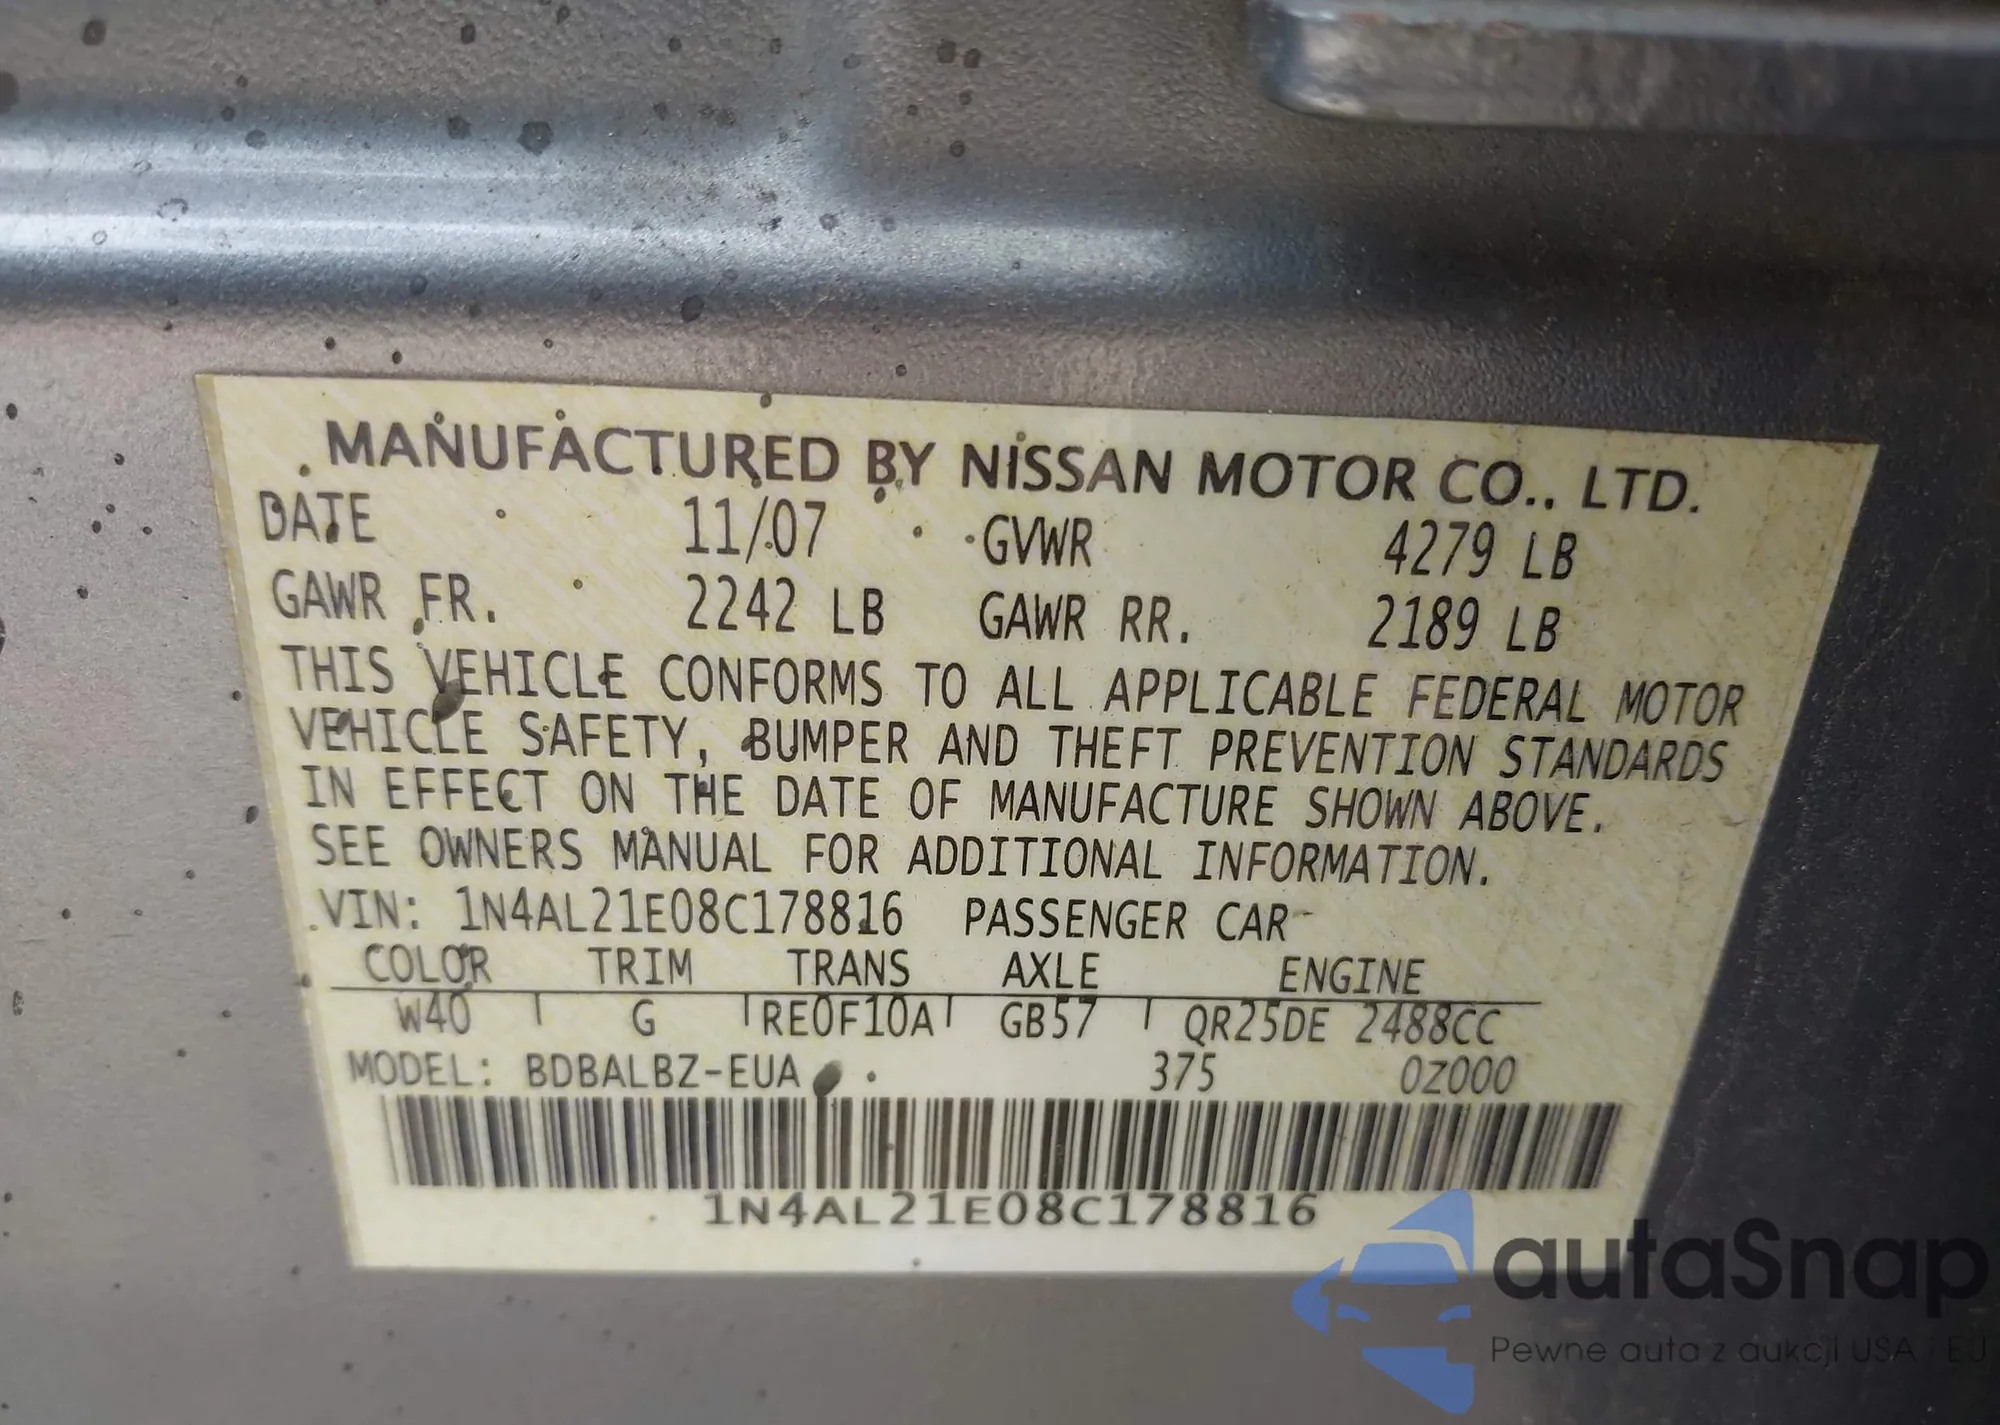 MANUFACTURED BY NISSAN MOTOR CO., LTD.
DATE 11/07 GVWR 4279 LB
GAWR FR. 2242 LB GAWR RR. 2189 LB
THIS VEHICLE CONFORMS TO ALL APPLICABLE FEDERAL MOTOR
VEHICLE SAFETY, BUMPER AND THEFT PREVENTION STANDARDS
IN EFFECT ON THE DATE OF MANUFACTURE SHOWN ABOVE.
SEE OWNERS MANUAL FOR ADDITIONAL INFORMATION.
VIN: 1N4AL21E08C178816 PASSENGER CAR
COLOR TRIM TRANS AXLE ENGINE
W40 G RE0F10A GB57 QR25DE 2488CC
MODEL: BDBALBZ-EUA 375 0Z000
1N4AL21E08C178816
autaSnap
Pewne auta z aukcji USA i EU